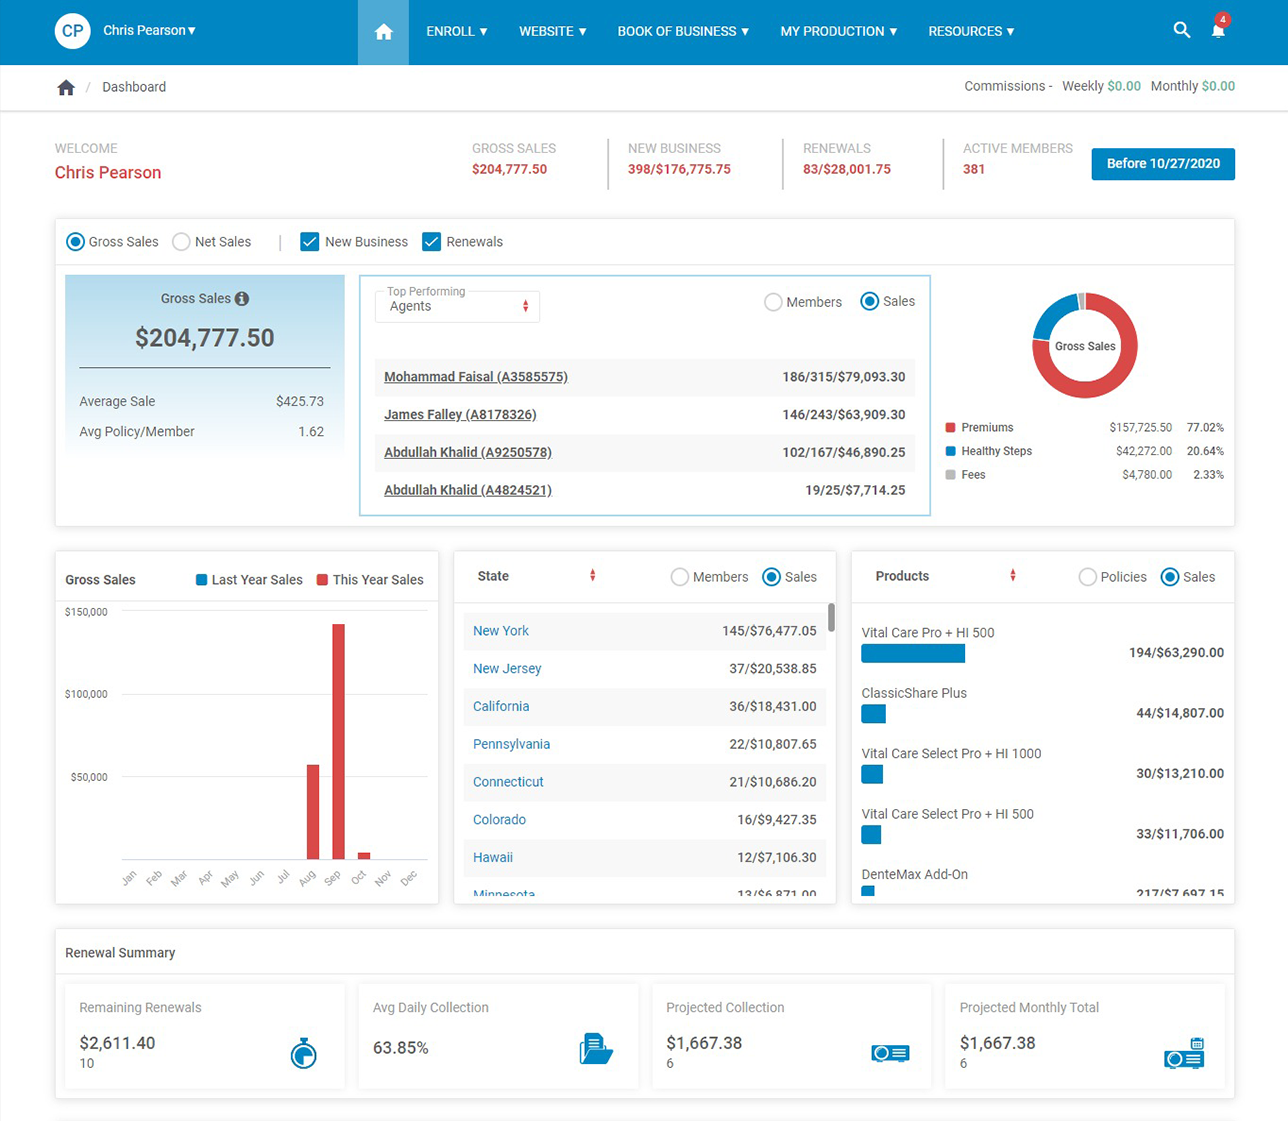 CP Chris Pearson▼ ENROLL ▼ WEBSITE ▼ BOOK OF BUSINESS ▼ MY PRODUCTION ▼ RESOURCES ▼ 4
/ Dashboard Commissions - Weekly $0.00 Monthly $0.00
WELCOME GROSS SALES NEW BUSINESS RENEWALS ACTIVE MEMBERS
Chris Pearson $204,777.50 398/$176,775.75 83/$28,001.75 381 Before 10/27/2020
Gross Sales Net Sales | New Business Renewals
Gross Sales
$204,777.50
Average Sale $425.73
Avg Policy/Member 1.62
Top Performing
Agents Members Sales
Mohammad Faisal (A3585575) 186/315/$79,093.30
James Falley (A8178326) 146/243/$63,909.30
Abdullah Khalid (A9250578) 102/167/$46,890.25
Abdullah Khalid (A4824521) 19/25/$7,714.25
Gross Sales
Premiums $157,725.50 77.02%
Healthy Steps $42,272.00 20.64%
Fees $4,780.00 2.33%
Gross Sales Last Year Sales This Year Sales
$150,000
$100,000
$50,000
Jan Feb Mar Apr May Jun Jul Aug Sep Oct Nov Dec
State Members Sales
New York 145/$76,477.05
New Jersey 37/$20,538.85
California 36/$18,431.00
Pennsylvania 22/$10,807.65
Connecticut 21/$10,686.20
Colorado 16/$9,427.35
Hawaii 12/$7,106.30
Minnesota 13/$6,871.00
Products Policies Sales
Vital Care Pro + HI 500
194/$63,290.00
ClassicShare Plus
44/$14,807.00
Vital Care Select Pro + HI 1000
30/$13,210.00
Vital Care Select Pro + HI 500
33/$11,706.00
DenteMax Add-On
217/$7,697.15
Renewal Summary
Remaining Renewals
$2,611.40
10
Avg Daily Collection
63.85%
Projected Collection
$1,667.38
6
Projected Monthly Total
$1,667.38
6